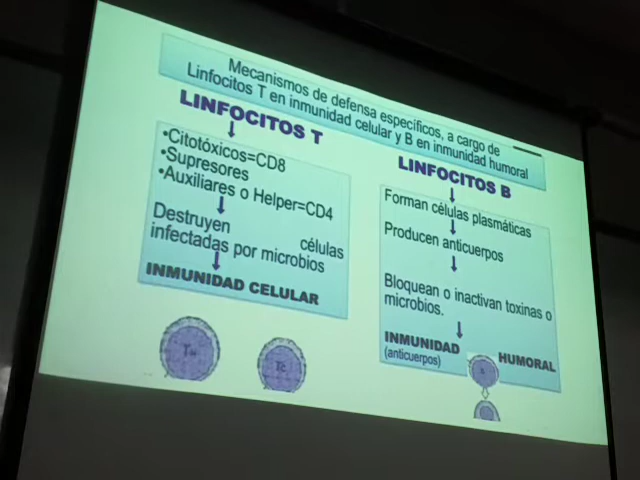 Mecanismos de defensa específicos, a cargo de
Linfocitos T en inmunidad celular y B en inmunidad humoral
LINFOCITOS T
•Citotóxicos=CD8
•Supresores
•Auxiliares o Helper=CD4
Destruyen células
infectadas por microbios
INMUNIDAD CELULAR
LINFOCITOS B
Forman células plasmáticas
Producen anticuerpos
Bloquean o inactivan toxinas o
microbios.
INMUNIDAD HUMORAL
(anticuerpos)
Tc